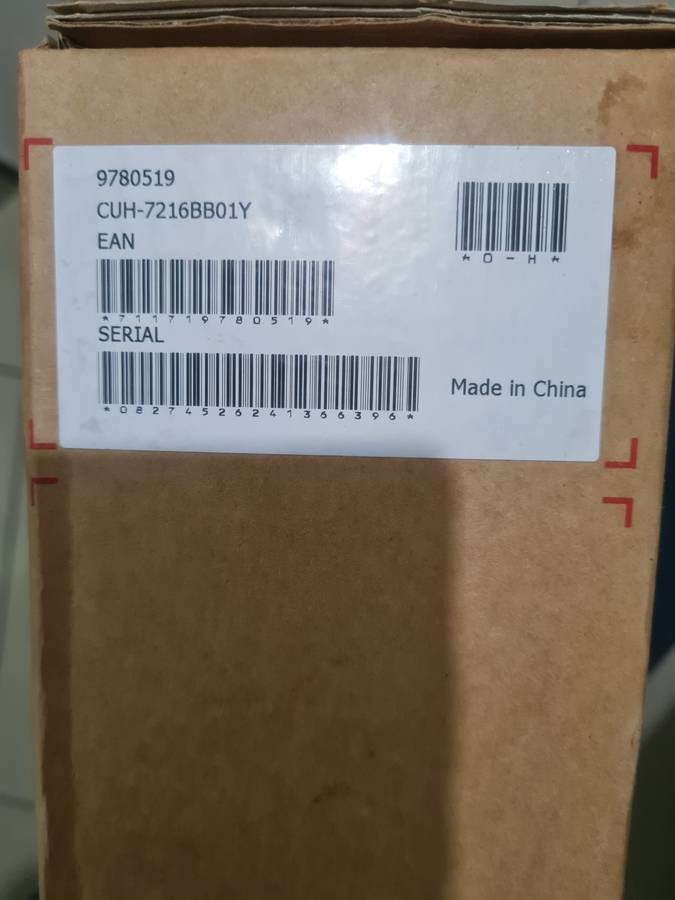 9780519
CUH-7216BB01Y
EAN
*711719780519*
SERIAL
*08274526241366396*
*O-H*
Made in China